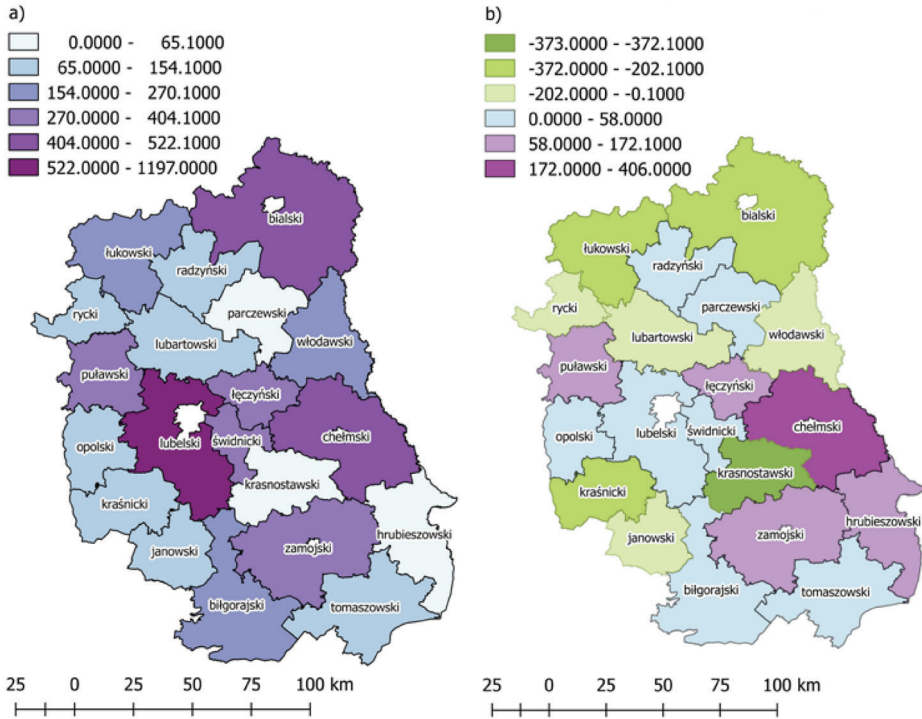 a)
0.0000 - 65.1000
65.0000 - 154.1000
154.0000 - 270.1000
270.0000 - 404.1000
404.0000 - 522.1000
522.0000 - 1197.0000
bialski
łukowski
radzyński
rycki
parczewski
lubartowski
włodawski
puławski
łęczyński
opolski
lubelski
świdnicki
chełmski
krasnostawski
kraśnicki
hrubieszowski
janowski
zamojski
biłgorajski
tomaszowski
25 0 25 50 75 100 km
b)
-373.0000 - -372.1000
-372.0000 - -202.1000
-202.0000 - -0.1000
0.0000 - 58.0000
58.0000 - 172.1000
172.0000 - 406.0000
bialski
łukowski
radzyński
rycki
parczewski
lubartowski
włodawski
puławski
łęczyński
opolski
lubelski
świdnicki
chełmski
krasnostawski
kraśnicki
hrubieszowski
janowski
zamojski
biłgorajski
tomaszowski
25 0 25 50 75 100 km